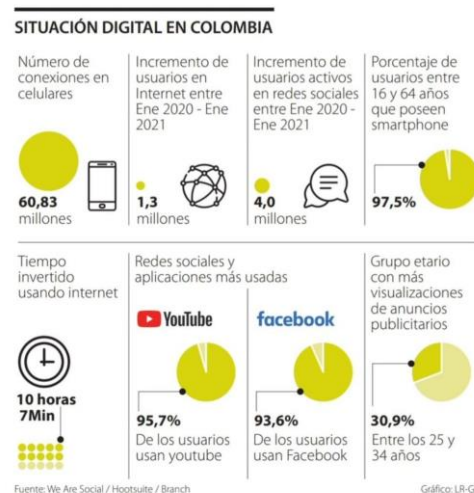 SITUACIÓN DIGITAL EN COLOMBIA
Número de
conexiones en
celulares
60,83
millones
Incremento de
usuarios en
Internet entre
Ene 2020 - Ene
2021
1,3
millones
Incremento de
usuarios activos
en redes sociales
entre Ene 2020 -
Ene 2021
4,0
millones
Porcentaje de
usuarios entre
16 y 64 años
que poseen
smartphone
97,5%
Tiempo
invertido
usando internet
10 horas
7Min
Redes sociales y
aplicaciones más usadas
YouTube
95,7%
De los usuarios
usan youtube
facebook
93,6%
De los usuarios
usan Facebook
Grupo etario
con más
visualizaciones
de anuncios
publicitarios
30,9%
Entre los 25 y
34 años
Fuente: We Are Social / Hootsuite / Branch
Gráfico: LR-G